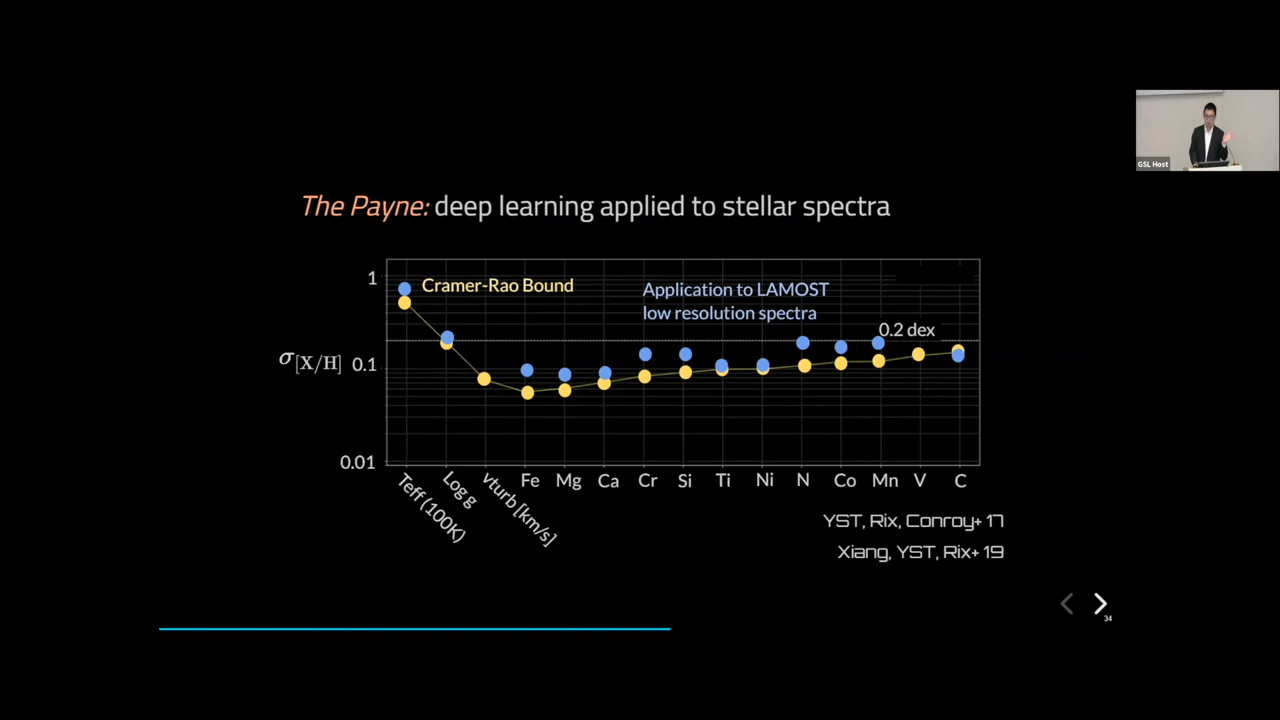 GSL Host
The Payne: deep learning applied to stellar spectra
1
Cramer-Rao Bound
Application to LAMOST
low resolution spectra
0.2 dex
σ[X/H]
0.1
0.01
Teff (100K)
Log g
vturb [km/s]
Fe Mg Ca Cr Si Ti Ni N Co Mn V C
YST, Rix, Conroy+ 17
Xiang, YST, Rix+ 19
34